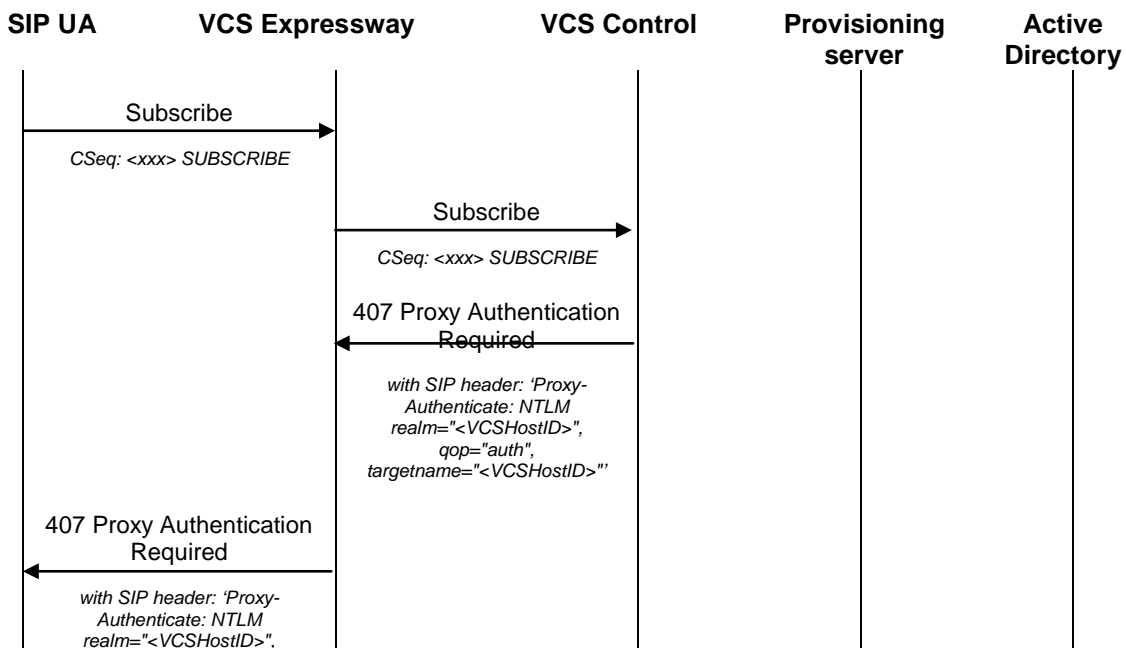 SIP UA VCS Expressway VCS Control Provisioning server Active Directory
Subscribe
CSeq: <xxx> SUBSCRIBE
Subscribe
CSeq: <xxx> SUBSCRIBE
407 Proxy Authentication
Required
with SIP header: ‘Proxy-
Authenticate: NTLM
realm="<VCSHostID>",
qop="auth",
targetname="<VCSHostID>"’
407 Proxy Authentication
Required
with SIP header: ‘Proxy-
Authenticate: NTLM
realm="<VCSHostID>",